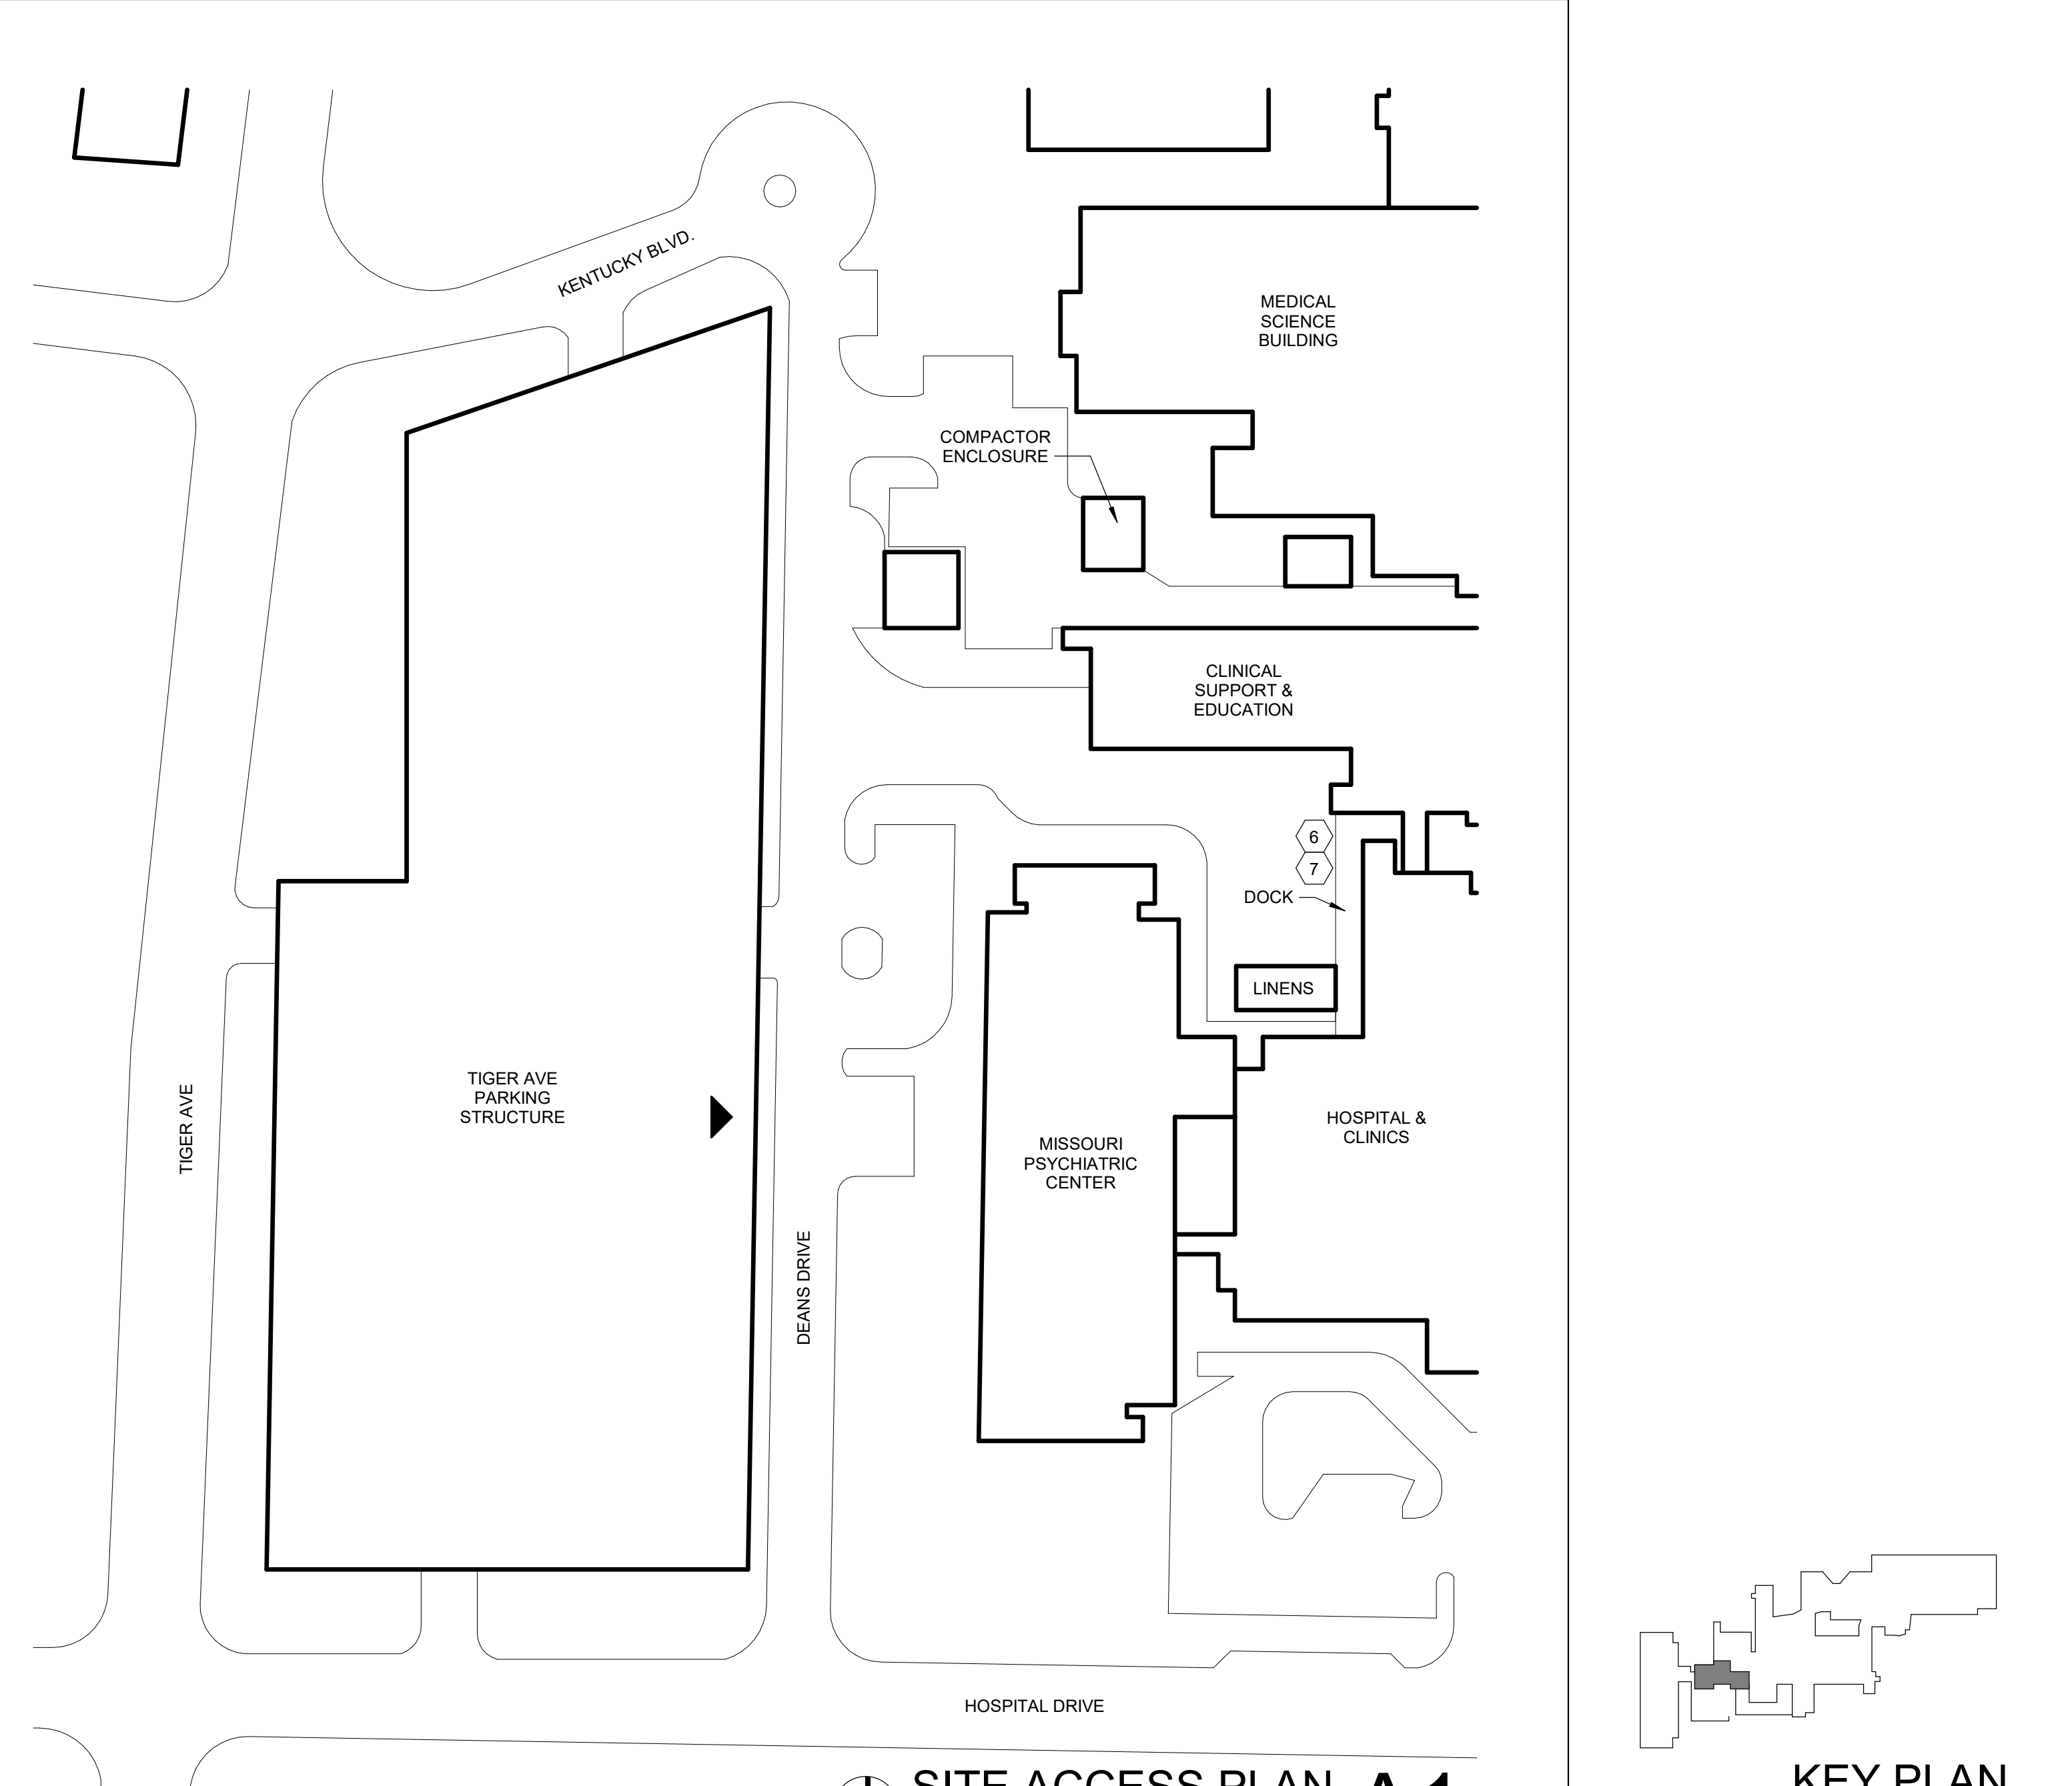 KENTUCKY BLVD.
MEDICAL
SCIENCE
BUILDING
COMPACTOR
ENCLOSURE
CLINICAL
SUPPORT &
EDUCATION
6
7
DOCK
LINENS
TIGER AVE
TIGER AVE
PARKING
STRUCTURE
DEANS DRIVE
MISSOURI
PSYCHIATRIC
CENTER
HOSPITAL &
CLINICS
HOSPITAL DRIVE
SITE ACCESS PLAN A1
KEY PLAN